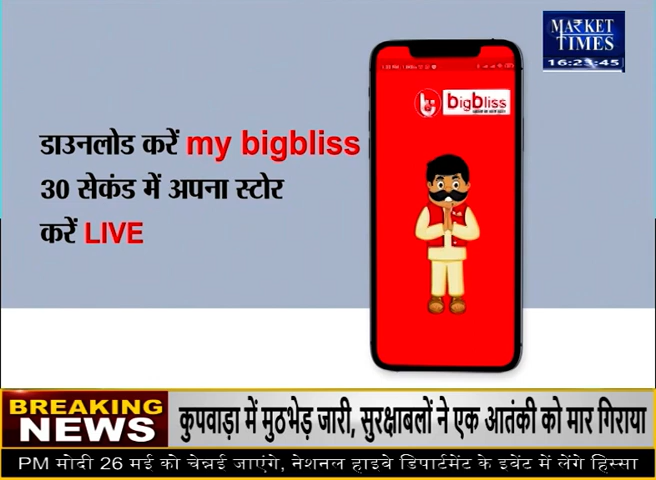 MARKET
TIMES
16:23:45
bigbliss
डाउनलोड करें my bigbliss
30 सेकंड में अपना स्टोर
करें LIVE
BREAKING
NEWS
कुपवाड़ा में मुठभेड़ जारी, सुरक्षाबलों ने एक आतंकी को मार गिराया
PM मोदी 26 मई को चेन्नई जाएंगे, नेशनल हाइवे डिपार्टमेंट के इवेंट में लेंगे हिस्सा